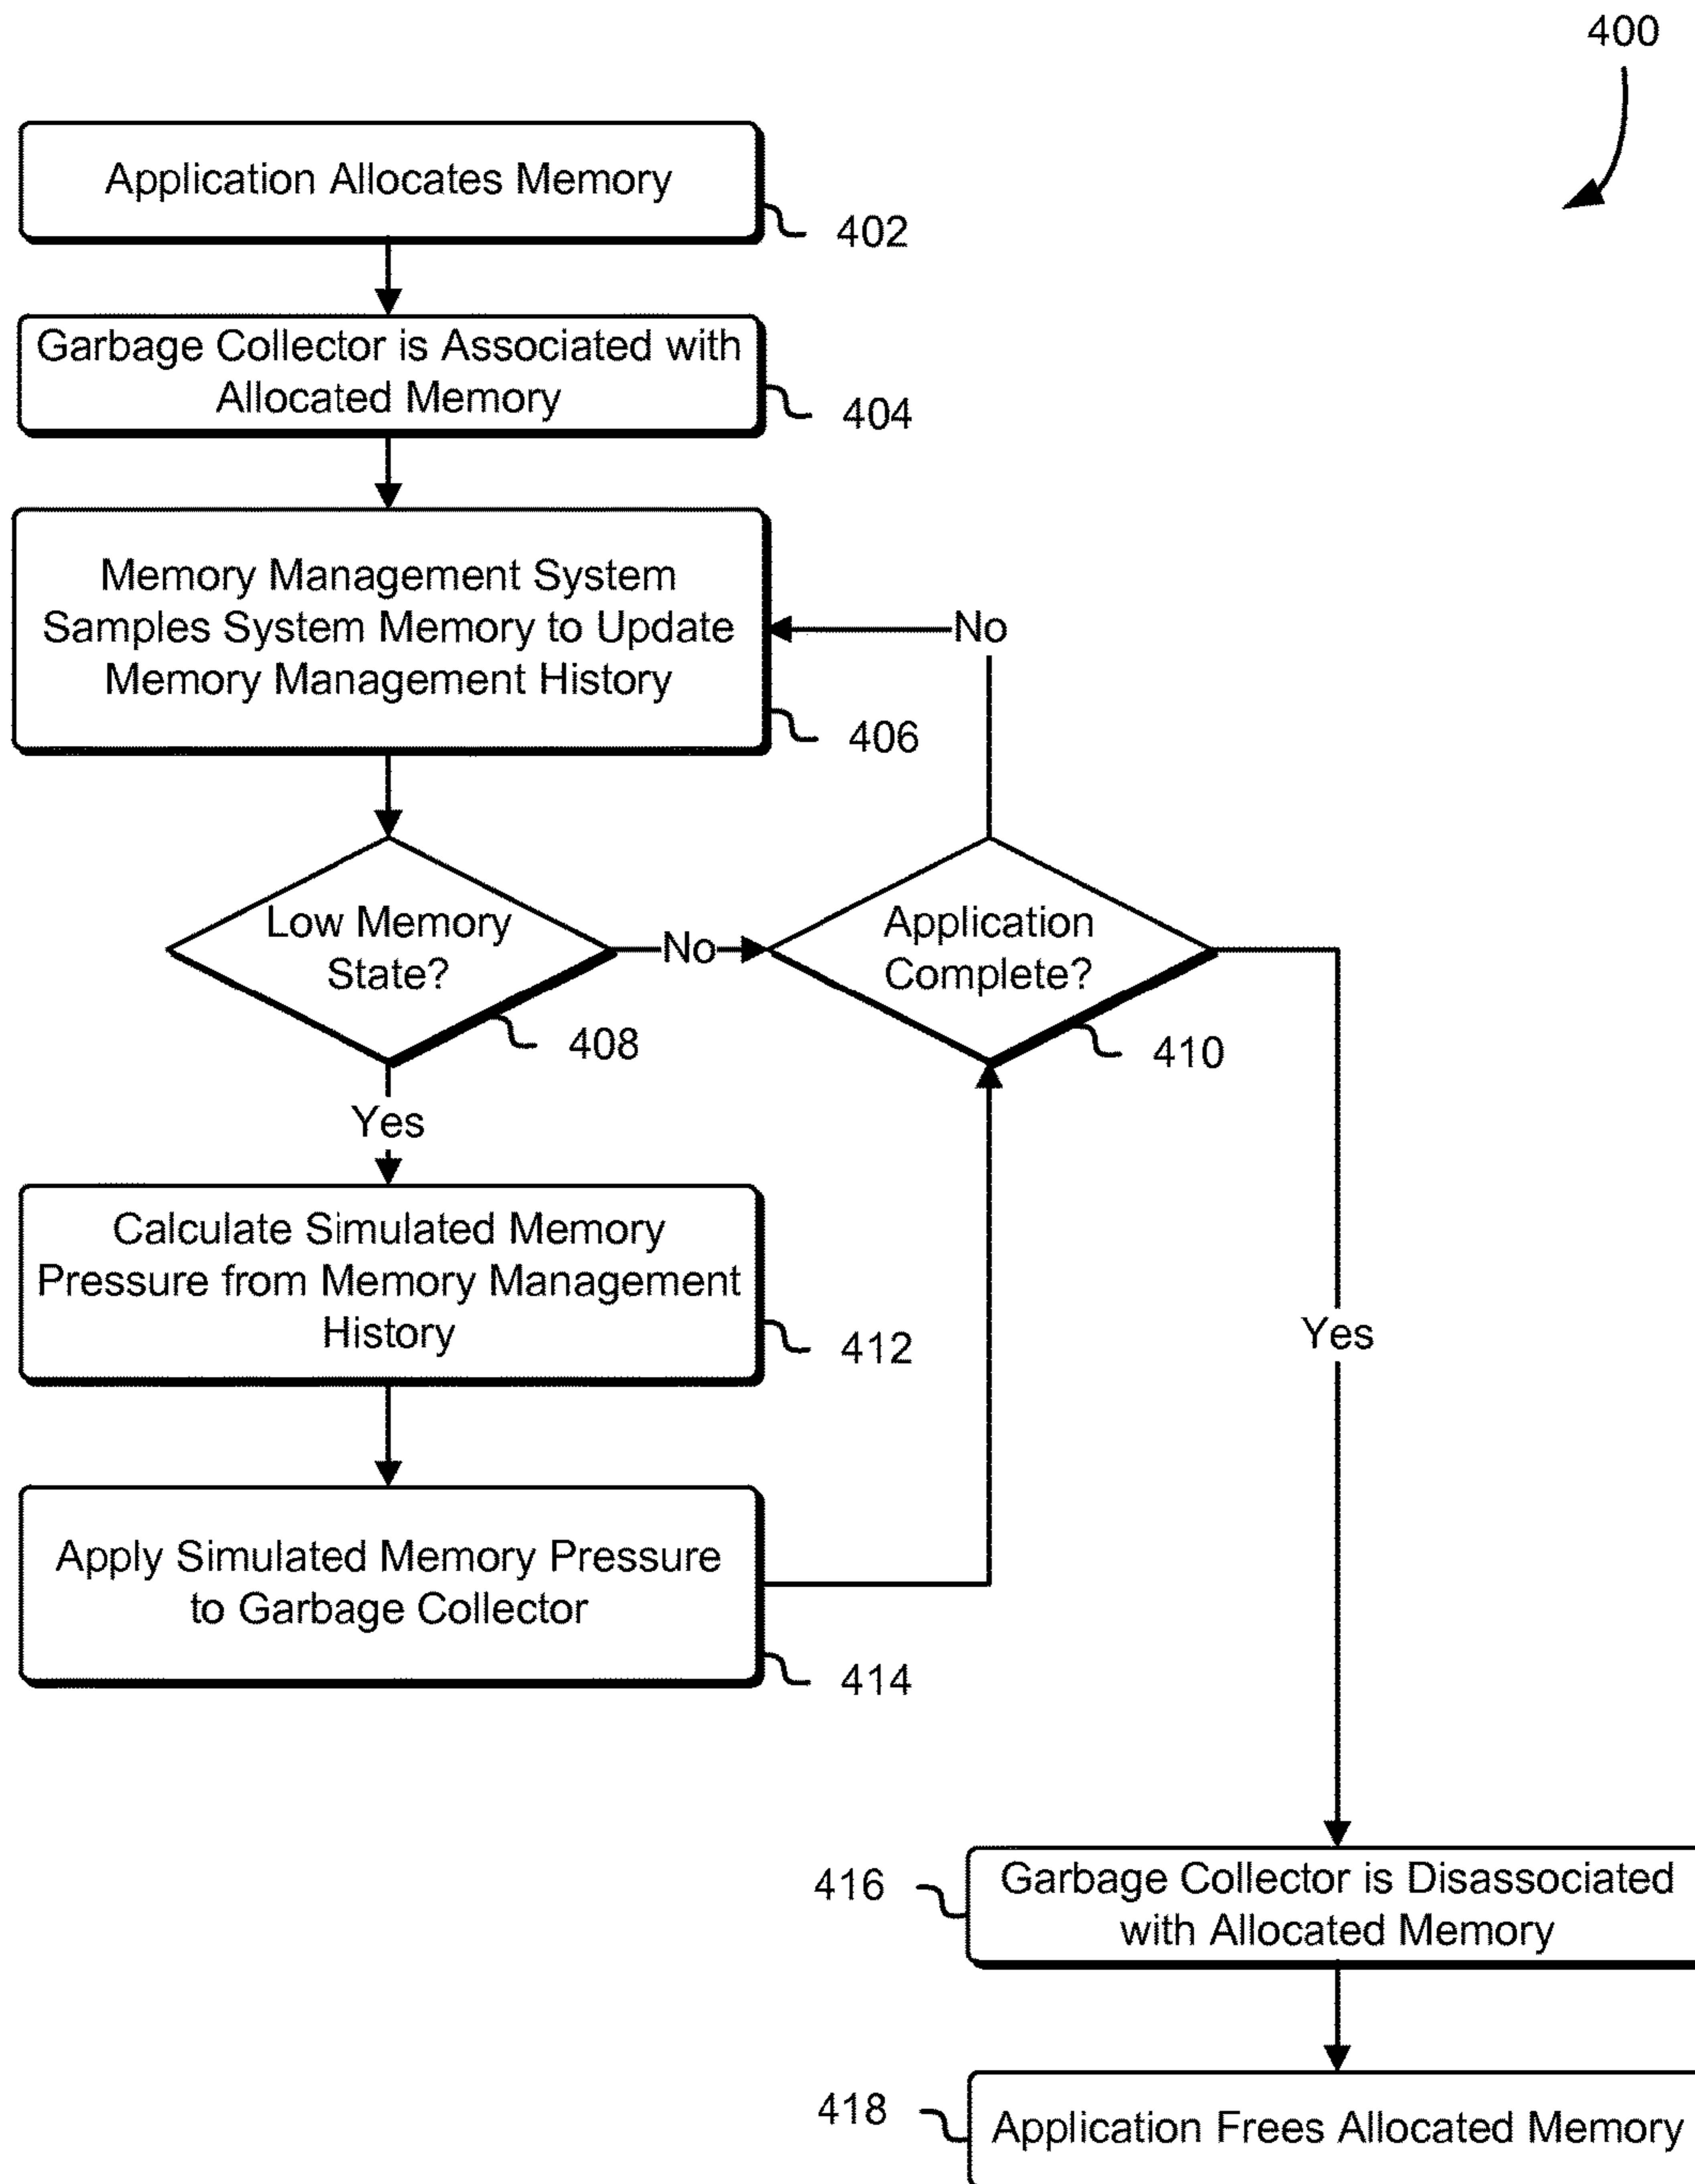 400
Application Allocates Memory
402
Garbage Collector is Associated with
Allocated Memory
404
Memory Management System
Samples System Memory to Update
Memory Management History
406
No
Low Memory
State?
408
No
Application
Complete?
410
Yes
Calculate Simulated Memory
Pressure from Memory Management
History
412
Yes
Apply Simulated Memory Pressure
to Garbage Collector
414
416
Garbage Collector is Disassociated
with Allocated Memory
418
Application Frees Allocated Memory